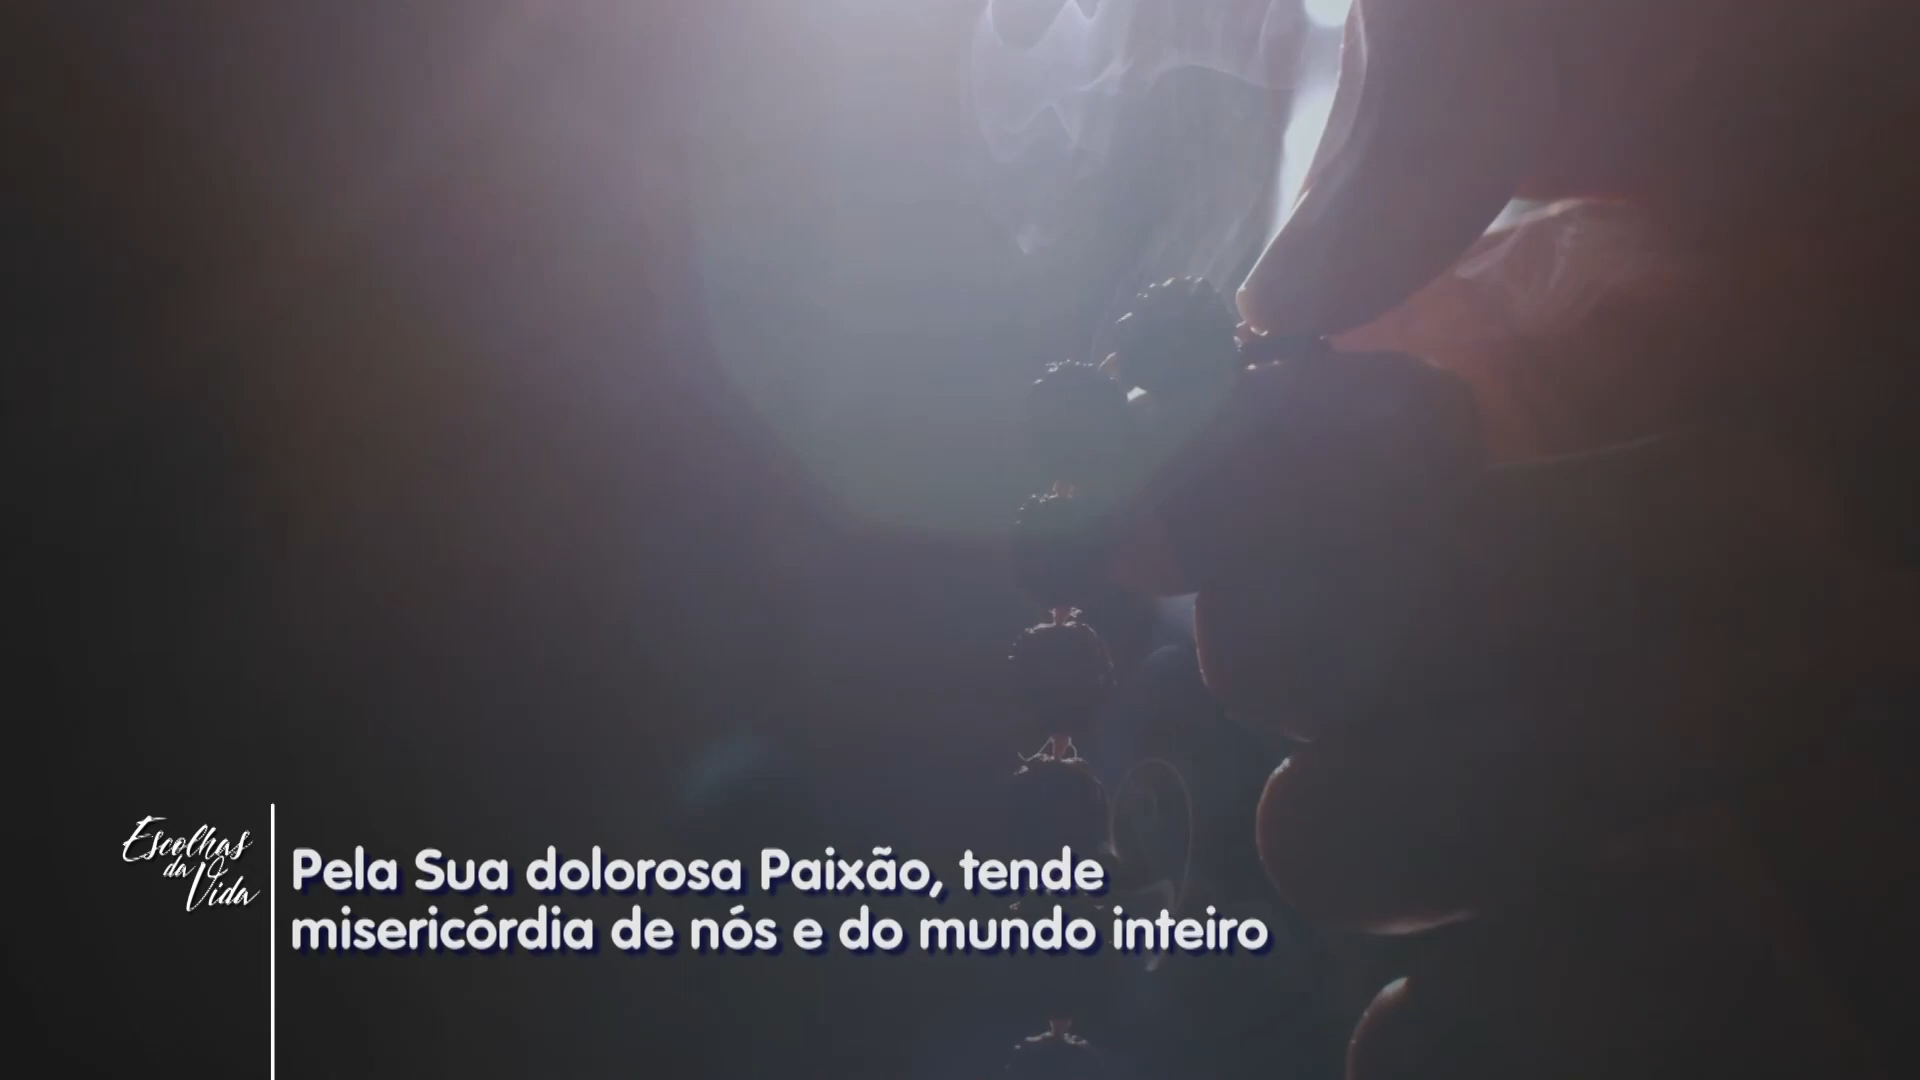 Escolhas
da
Vida
Pela Sua dolorosa Paixão, tende
misericórdia de nós e do mundo inteiro